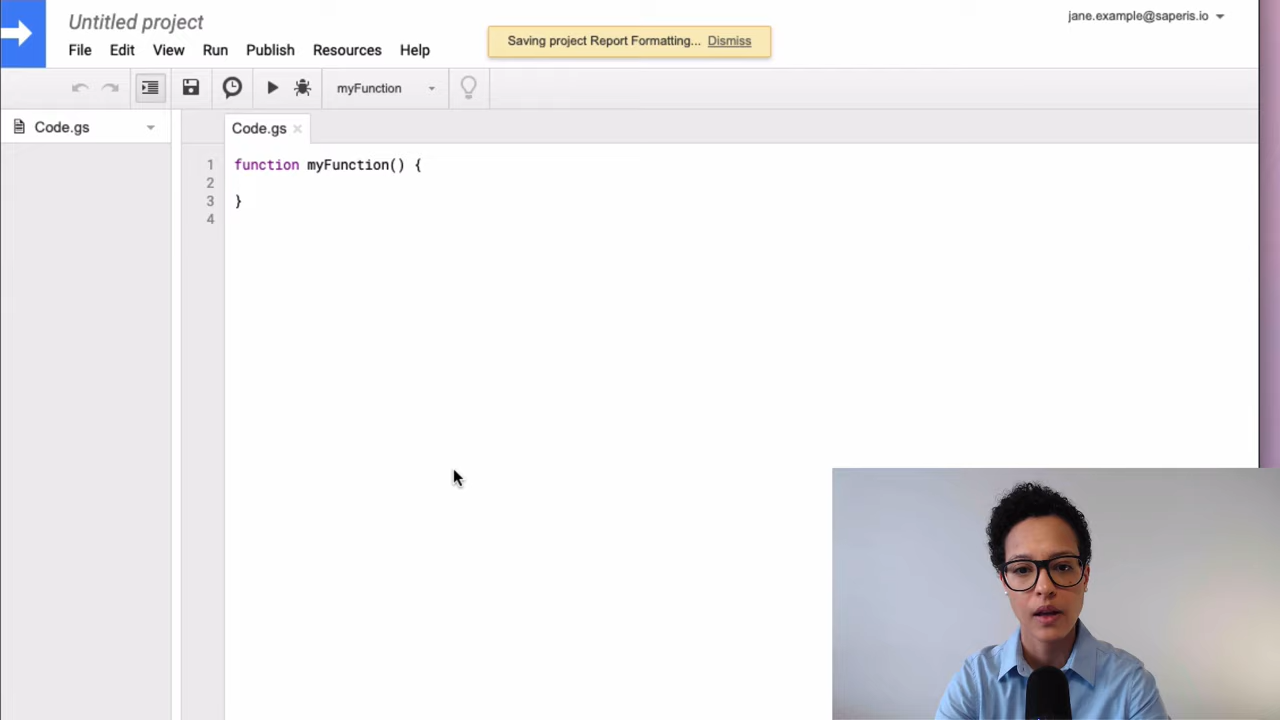 Untitled project
jane.example@saperis.io
Saving project Report Formatting... Dismiss
File Edit View Run Publish Resources Help
myFunction
Code.gs
Code.gs
1 function myFunction() {
2
3 }
4